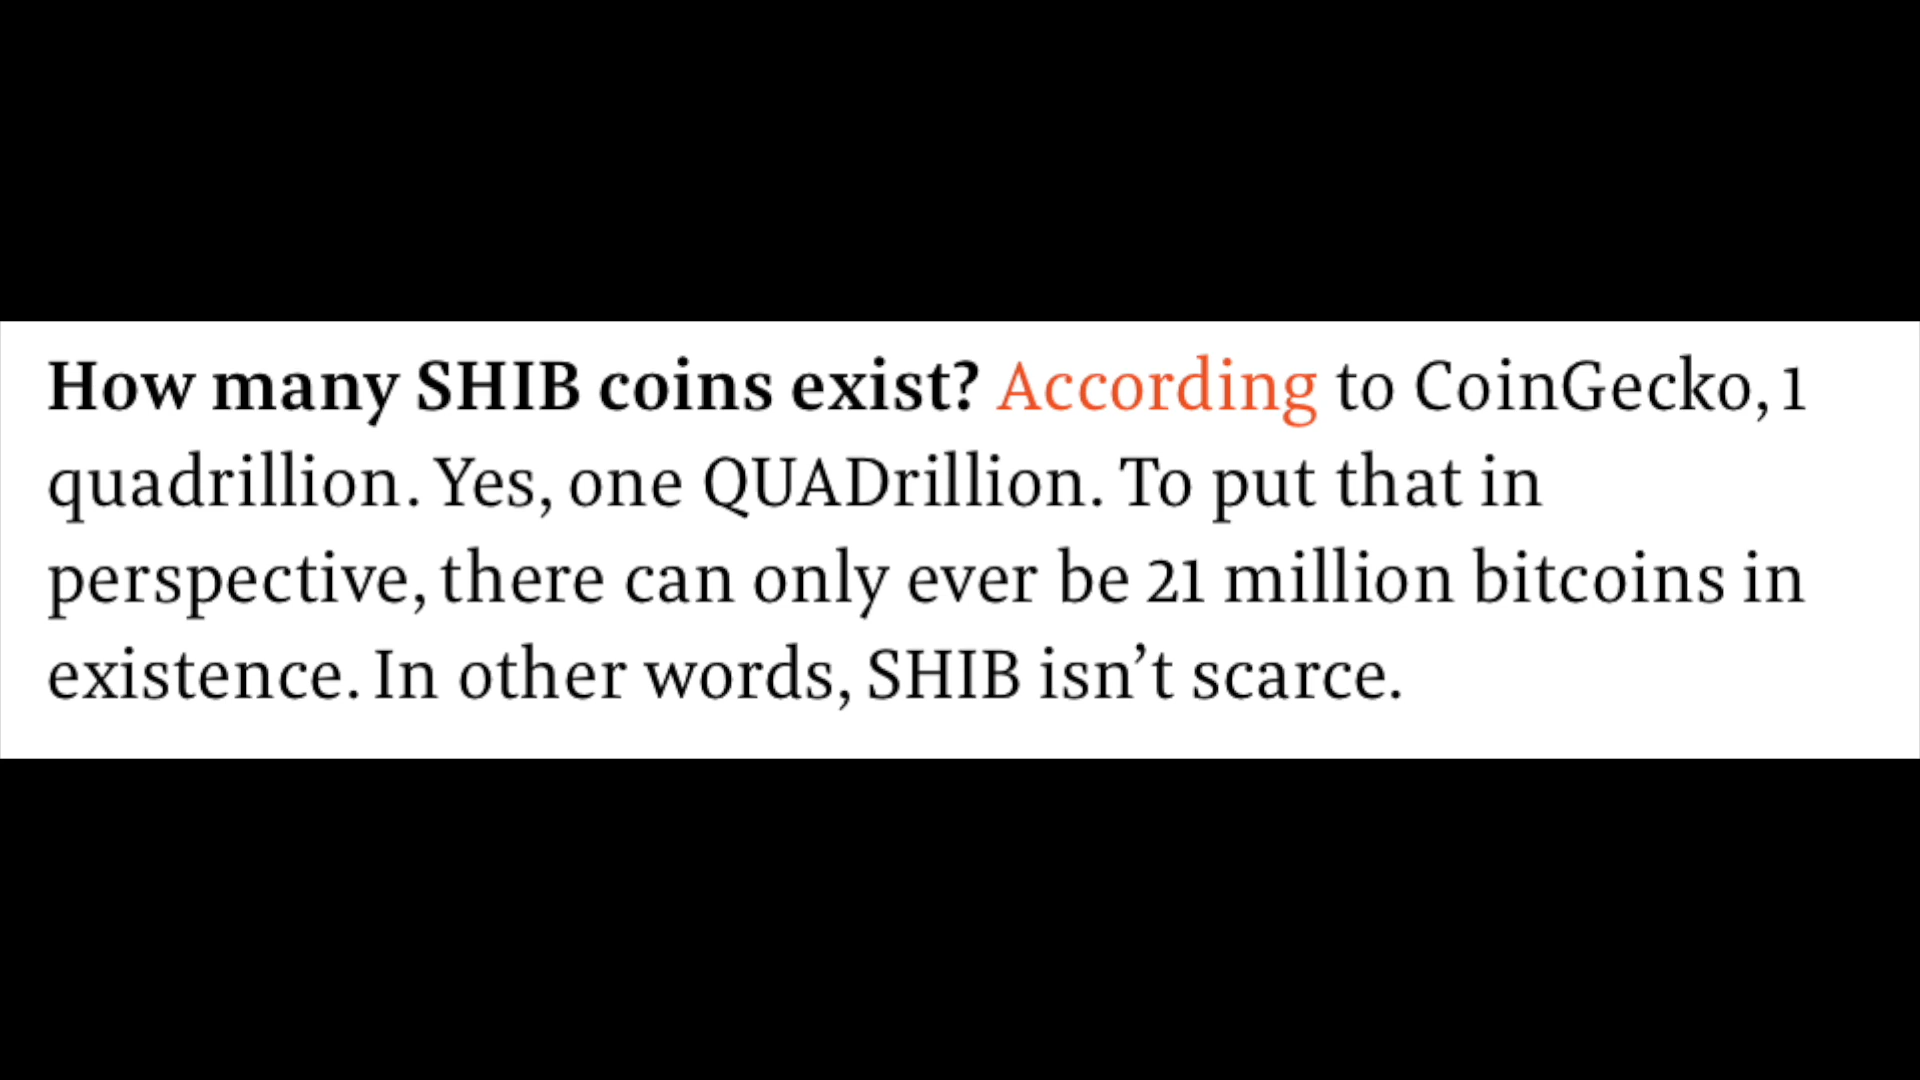 How many SHIB coins exist? According to CoinGecko, 1
quadrillion. Yes, one QUADrillion. To put that in
perspective, there can only ever be 21 million bitcoins in
existence. In other words, SHIB isn’t scarce.